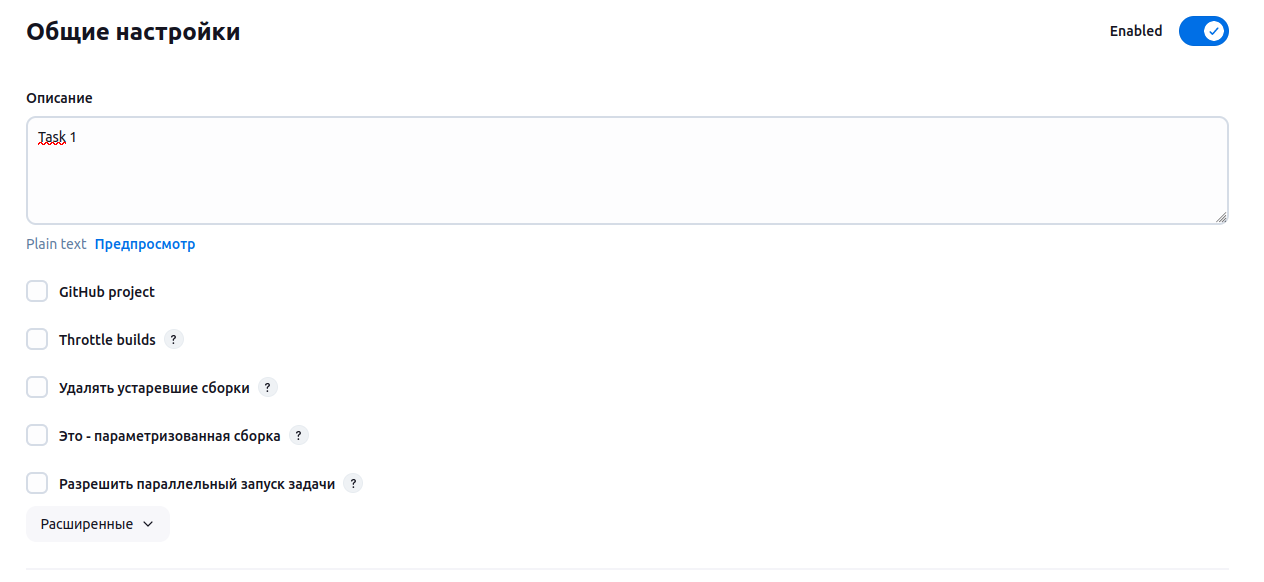 Общие настройки
Enabled
Описание
Task 1
Plain text Предпросмотр
GitHub project
Throttle builds ?
Удалять устаревшие сборки ?
Это - параметризованная сборка ?
Разрешить параллельный запуск задачи ?
Расширенные